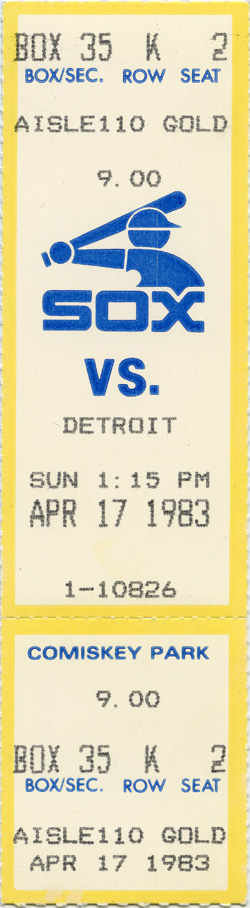 BOX 35 K 2
BOX/SEC. ROW SEAT
AISLE110 GOLD
9.00
SOX
VS.
DETROIT
SUN 1:15 PM
APR 17 1983
1-10826
COMISKEY PARK
9.00
BOX 35 K 2
BOX/SEC. ROW SEAT
AISLE110 GOLD
APR 17 1983